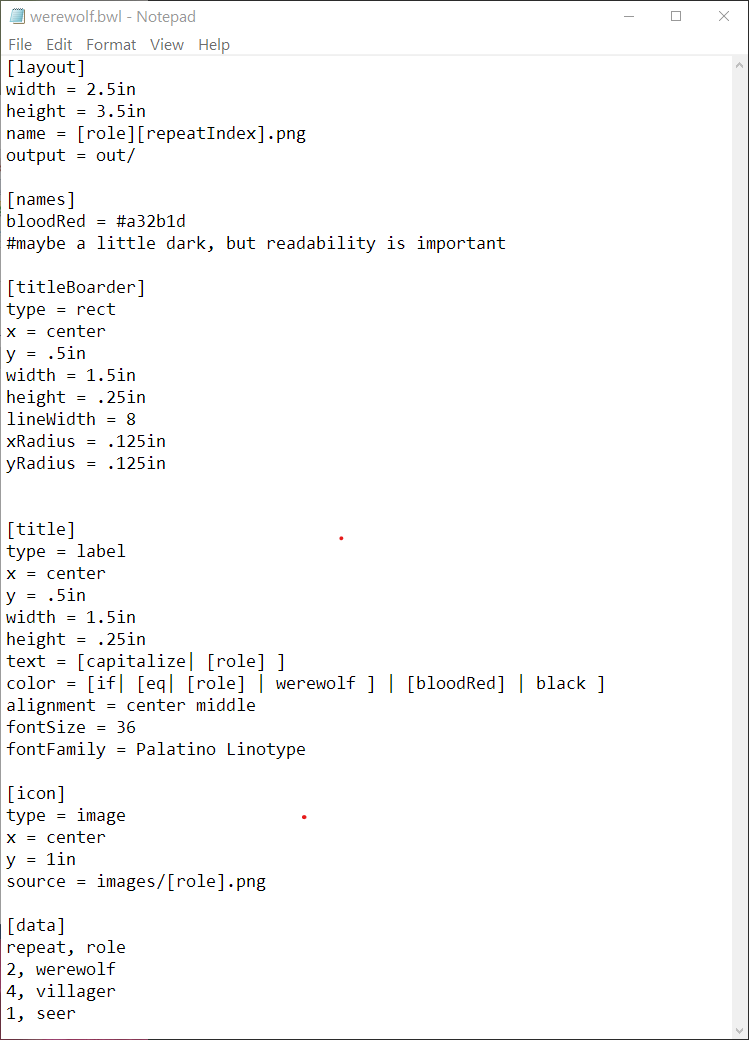 werewolf.bwl - Notepad
File Edit Format View Help
[layout]
width = 2.5in
height = 3.5in
name = [role][repeatIndex].png
output = out/
[names]
bloodRed = #a32b1d
#maybe a little dark, but readability is important
[titleBoarder]
type = rect
x = center
y = .5in
width = 1.5in
height = .25in
lineWidth = 8
xRadius = .125in
yRadius = .125in
[title]
type = label
x = center
y = .5in
width = 1.5in
height = .25in
text = [capitalize| [role] ]
color = [if| [eq| [role] | werewolf ] | [bloodRed] | black ]
alignment = center middle
fontSize = 36
fontFamily = Palatino Linotype
[icon]
type = image
x = center
y = 1in
source = images/[role].png
[data]
repeat, role
2, werewolf
4, villager
1, seer